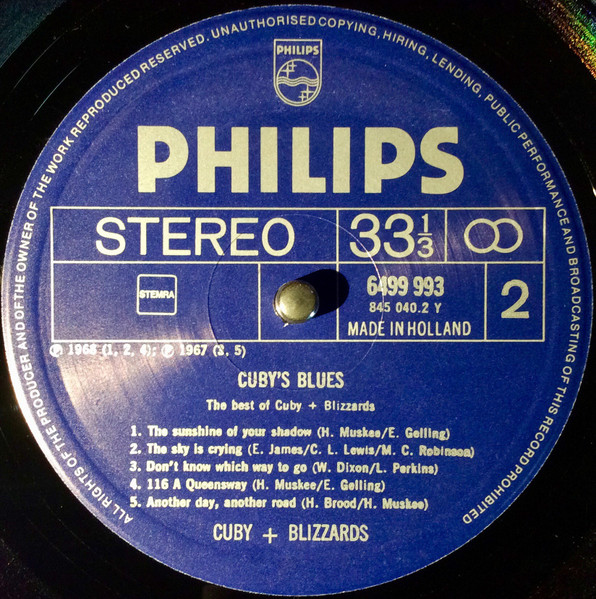 ALL RIGHTS OF THE PRODUCER AND OF THE OWNER OF THE WORK REPRODUCED RESERVED. UNAUTHORISED COPYING, HIRING, LENDING, PUBLIC PERFORMANCE AND BROADCASTING OF THIS RECORD PROHIBITED
PHILIPS
PHILIPS
STEREO 33 1/3
STEMRA
6499 993
845 040.2 Y
2
MADE IN HOLLAND
℗ 1968 (1, 2, 4); ℗ 1967 (3, 5)
CUBY'S BLUES
The best of Cuby + Blizzards
1. The sunshine of your shadow (H. Muskee/E. Gelling)
2. The sky is crying (E. James/C. L. Lewis/M. C. Robinson)
3. Don't know which way to go (W. Dixon/L. Perkins)
4. 116 A Queensway (H. Muskee/E. Gelling)
5. Another day, another road (H. Brood/H. Muskee)
CUBY + BLIZZARDS